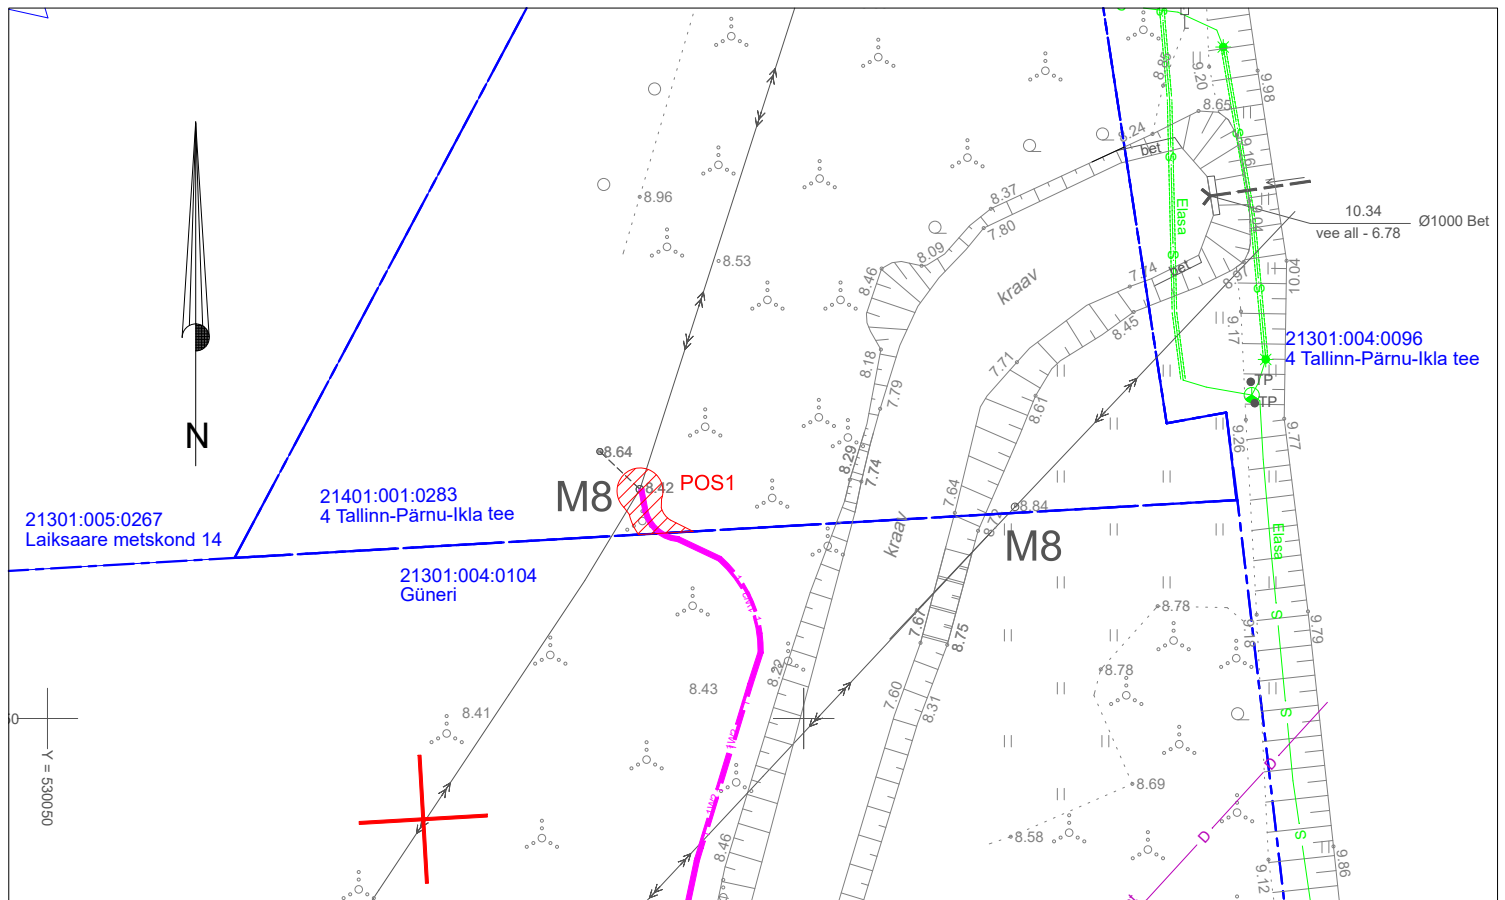 8.85
9.20
9.98
8.65
9.16
bet
8.37
8.96
7.80
9.04
10.34
Ø1000 Bet
vee all - 6.78
Elasa
S
8.09
8.53
8.46
kraav
7.74
bet
8.97
10.04
S
S
8.45
9.17
21301:004:0096
4 Tallinn-Pärnu-Ikla tee
8.18
7.71
7.79
8.61
TP
TP
N
9.26
9.77
8.64
8.29
7.74
8.42
POS1
M8
21401:001:0283
4 Tallinn-Pärnu-Ikla tee
7.64
8.84
21301:005:0267
Laiksaare metskond 14
kraav
M8
Elasa
21301:004:0104
Güneri
8.78
S
9.18
9.79
7.67
8.75
8.22
8.78
8.43
7.60
8.31
8.41
S
Y = 530050
D
8.69
D
S
8.58
8.46
9.12
9.86